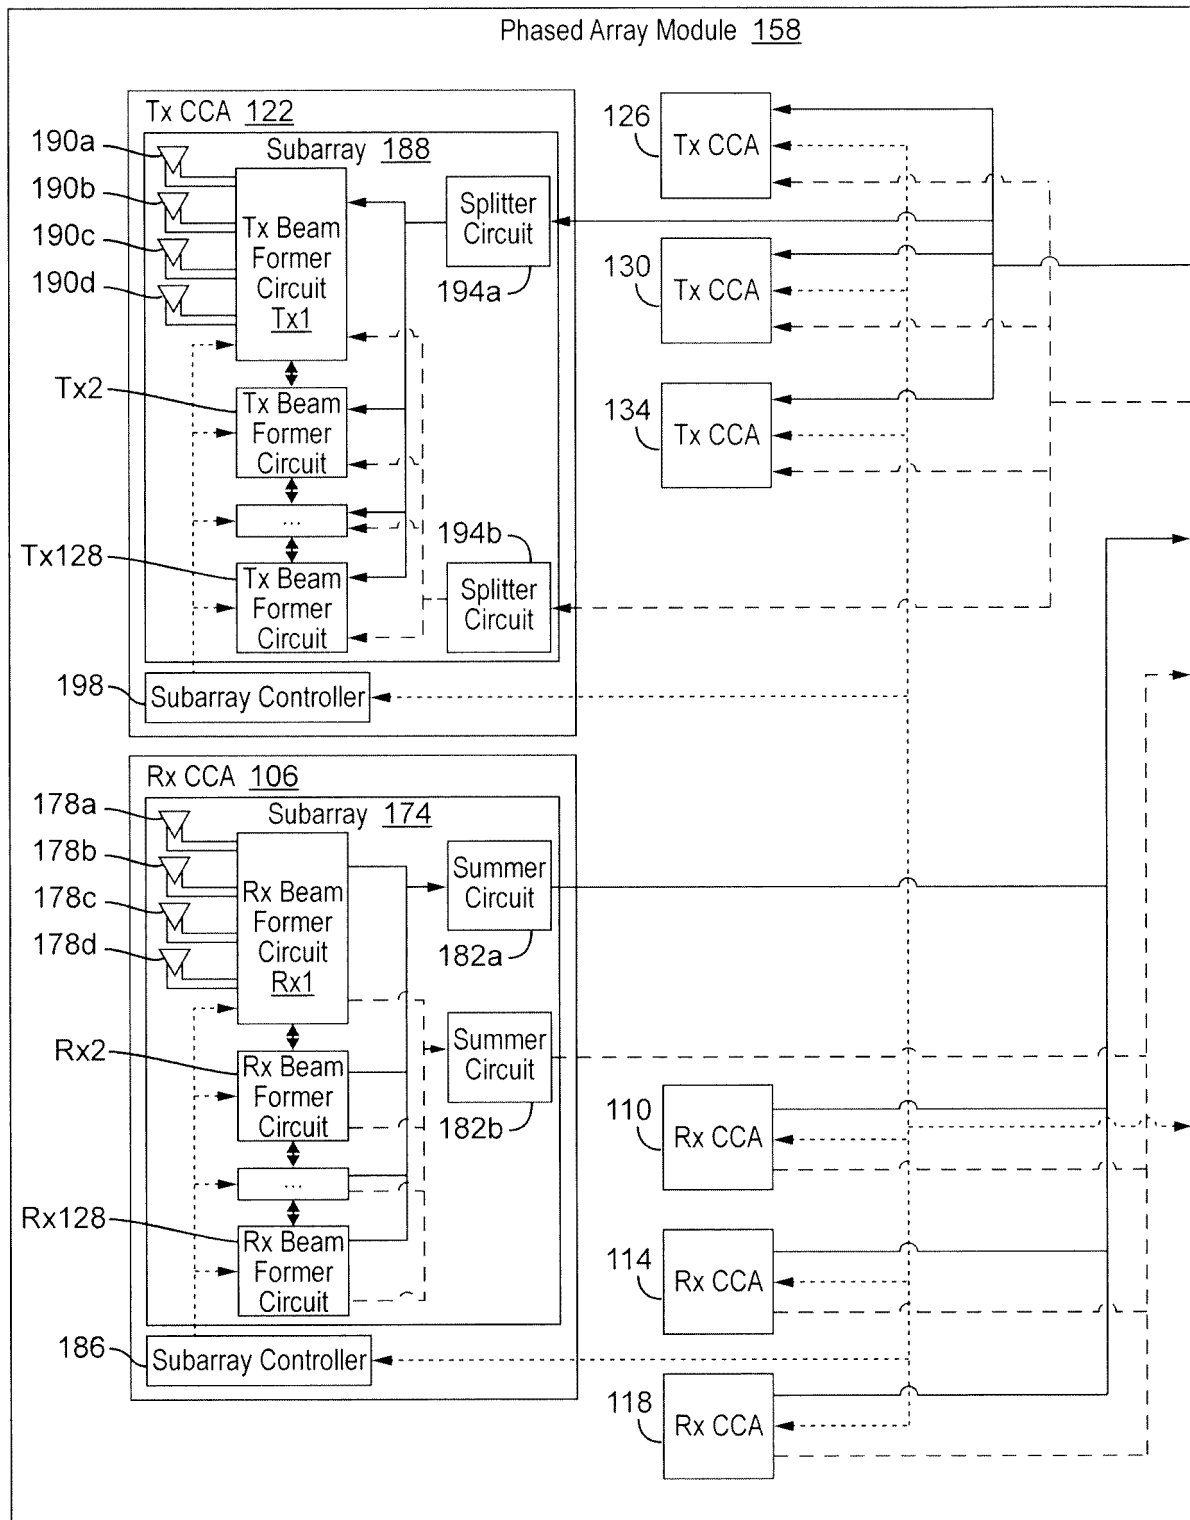 Phased Array Module 158
Tx CCA 122
Subarray 188
190a
190b
190c
190d
Tx Beam
Former
Circuit
Tx1
Splitter
Circuit
194a
Tx2
Tx Beam
Former
Circuit
...
Tx128
Tx Beam
Former
Circuit
194b
Splitter
Circuit
198
Subarray Controller
126
Tx CCA
130
Tx CCA
134
Tx CCA
Rx CCA 106
Subarray 174
178a
178b
178c
178d
Rx Beam
Former
Circuit
Rx1
Summer
Circuit
182a
Summer
Circuit
182b
Rx2
Rx Beam
Former
Circuit
...
Rx128
Rx Beam
Former
Circuit
186
Subarray Controller
110
Rx CCA
114
Rx CCA
118
Rx CCA